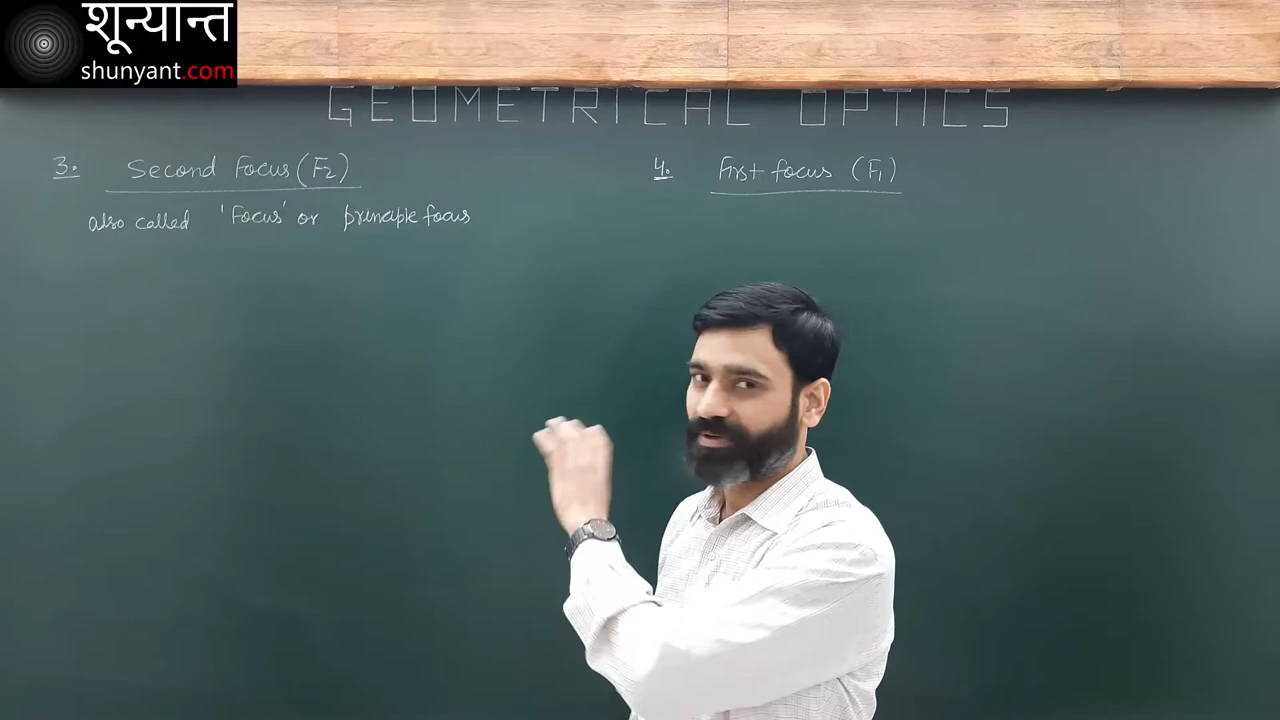 शून्यान्त
shunyant.com
GEOMETRICAL OPTICS
3. Second Focus (F2)
also called 'Focus' or principle focus
4. First focus (F1)